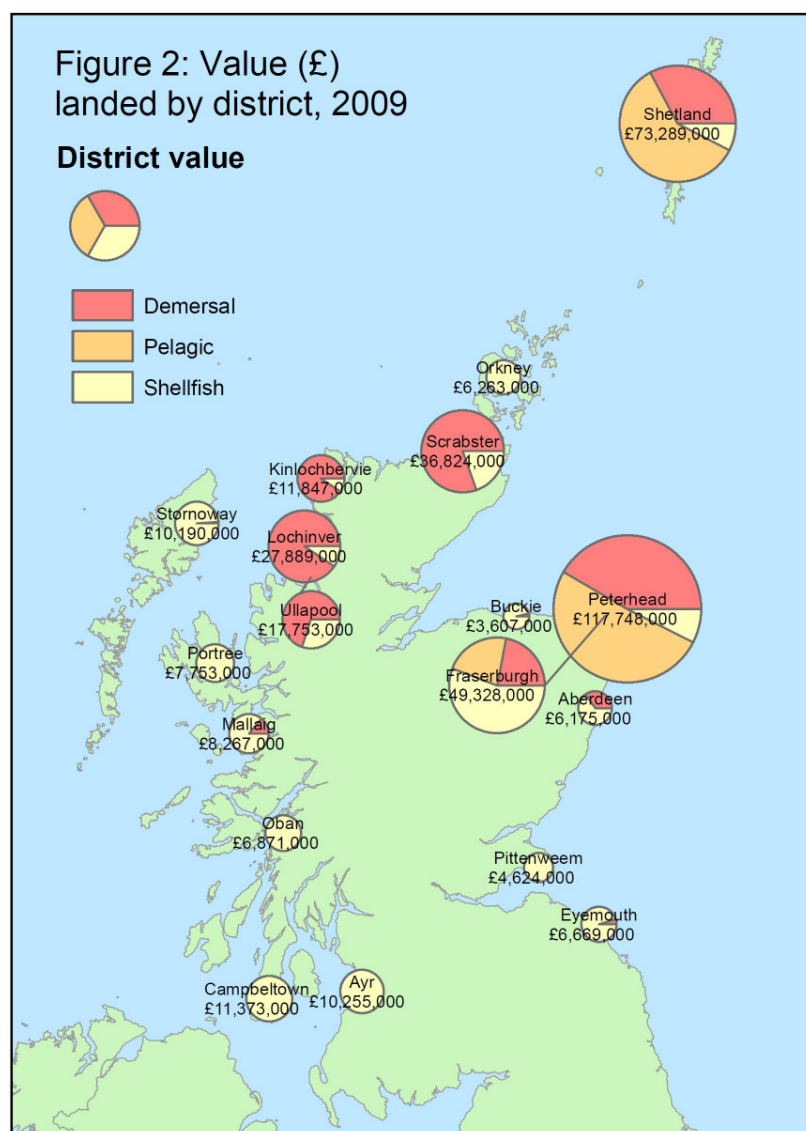 Figure 2: Value (£)
landed by district, 2009
District value
Demersal
Pelagic
Shellfish
Shetland
£73,289,000
Orkney
£6,263,000
Scrabster
£36,824,000
Kinlochbervie
£11,847,000
Stornoway
£10,190,000
Lochinver
£27,889,000
Ullapool
£17,753,000
Buckie
£3,607,000
Peterhead
£117,748,000
Portree
£7,753,000
Fraserburgh
£49,328,000
Aberdeen
£6,175,000
Mallaig
£8,267,000
Oban
£6,871,000
Pittenweem
£4,624,000
Eyemouth
£6,669,000
Campbeltown
£11,373,000
Ayr
£10,255,000